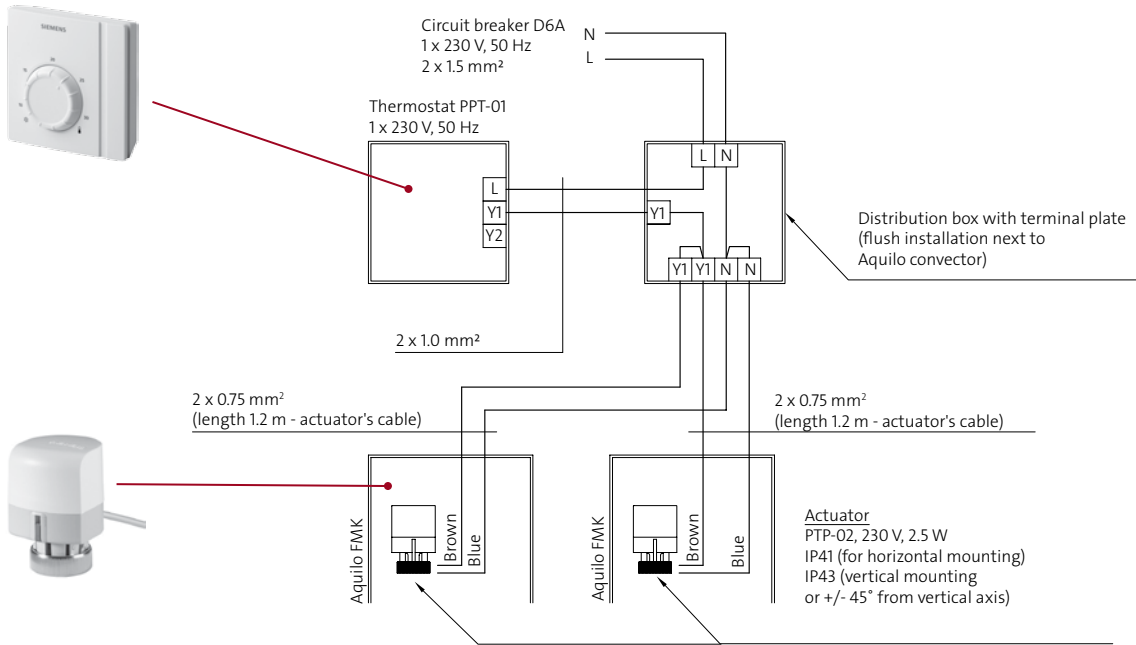 SIEMENS
Circuit breaker D6A
1 x 230 V, 50 Hz
2 x 1.5 mm²
N
L
Thermostat PPT-01
1 x 230 V, 50 Hz
L
Y1
Y2
L N
Y1
Y1 Y1 N N
Distribution box with terminal plate
(flush installation next to
Aquilo convector)
2 x 1.0 mm²
2 x 0.75 mm²
(length 1.2 m - actuator's cable)
2 x 0.75 mm²
(length 1.2 m - actuator's cable)
Aquilo FMK
Brown
Blue
Aquilo FMK
Brown
Blue
Actuator
PTP-02, 230 V, 2.5 W
IP41 (for horizontal mounting)
IP43 (vertical mounting
or +/- 45° from vertical axis)